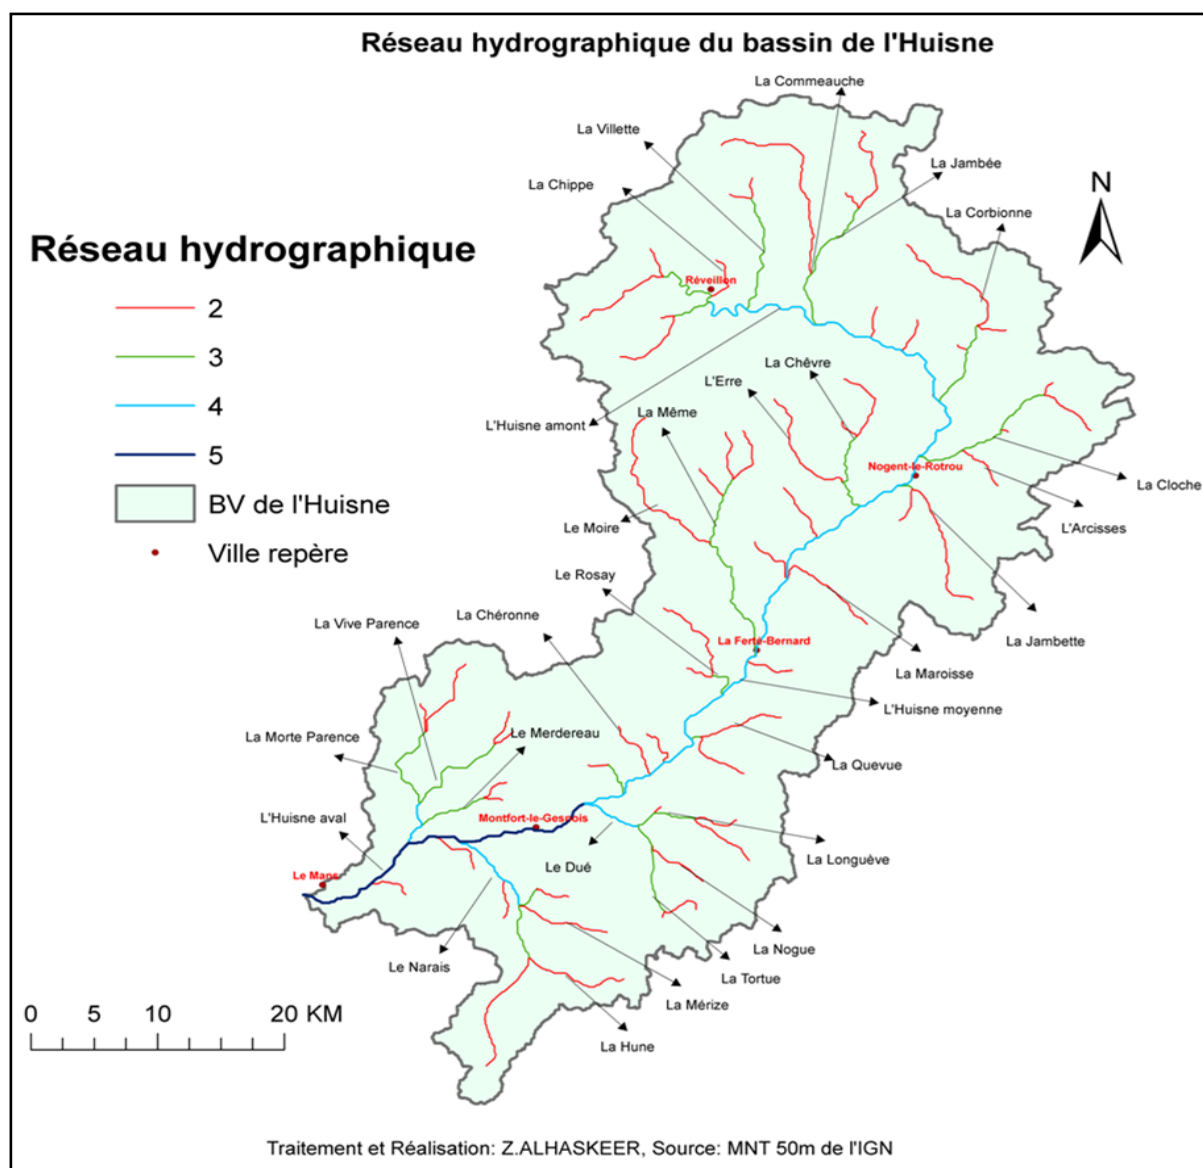 Réseau hydrographique du bassin de l'Huisne
La Commeauche
La Villette
La Jambée
La Chippe
N
La Corbionne
Réseau hydrographique
Réveillon
2
3
La Chèvre
L'Erre
4
La Même
L'Huisne amont
5
Nogent-le-Rotrou
La Cloche
BV de l'Huisne
L'Arcisses
Le Moire
Ville repère
Le Rosay
La Chéronne
La Vive Parence
La Ferté-Bernard
La Jambette
La Maroisse
L'Huisne moyenne
Le Merdereau
La Morte Parence
La Quevue
L'Huisne aval
Montfort-le-Gesnois
La Longuève
Le Dué
Le Mans
La Nogue
Le Narais
La Tortue
La Mérize
0 5 10 20 KM
La Hune
Traitement et Réalisation: Z.ALHASKEER, Source: MNT 50m de l'IGN